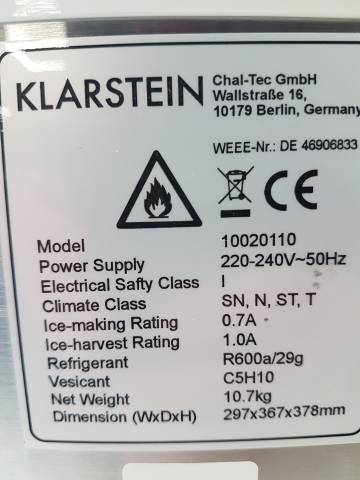 KLARSTEIN
Chal-Tec GmbH
Wallstraße 16,
10179 Berlin, Germany
WEEE-Nr.: DE 46906833
CE
Model 10020110
Power Supply 220-240V~50Hz
Electrical Safty Class I
Climate Class SN, N, ST, T
Ice-making Rating 0.7A
Ice-harvest Rating 1.0A
Refrigerant R600a/29g
Vesicant C5H10
Net Weight 10.7kg
Dimension (WxDxH) 297x367x378mm